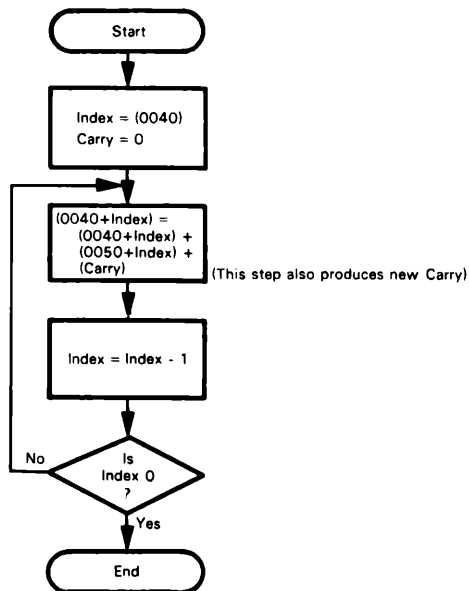 Start
Index = (0040)
Carry = 0
(0040+Index) =
(0040+Index) +
(0050+Index) +
(Carry)
(This step also produces new Carry)
Index = Index - 1
Is
Index 0
?
No
Yes
End